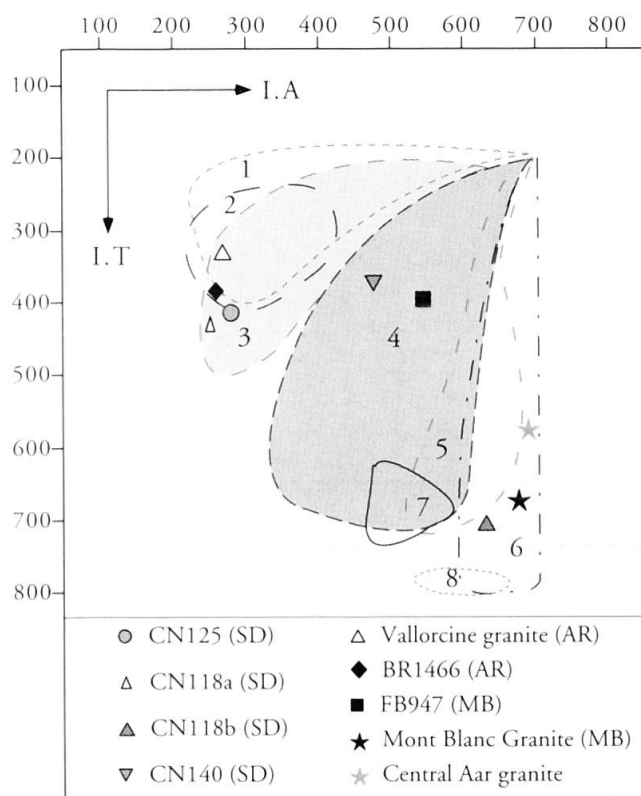 100 200 300 400 500 600 700 800
100
I.A
200
1
2
300
I.T
400
3
4
500
600
5
7
700
6
8
800
CN125 (SD)
Vallorcine granite (AR)
CN118a (SD)
BR1466 (AR)
CN118b (SD)
FB947 (MB)
Mont Blanc Granite (MB)
CN140 (SD)
Central Aar granite